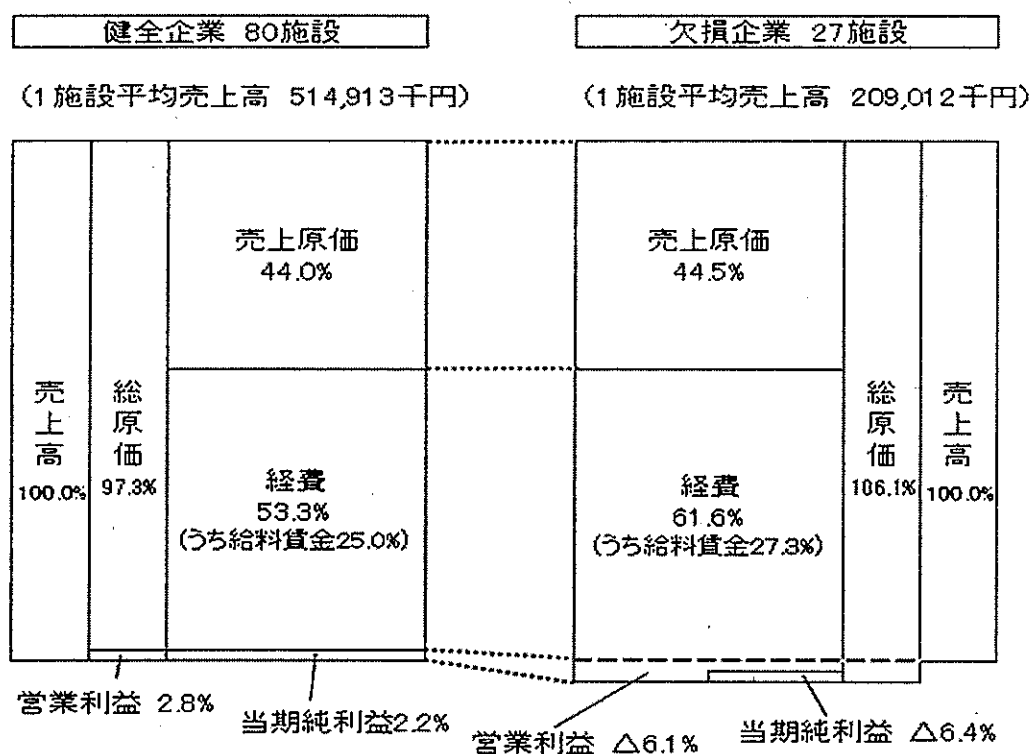 健全企業 80施設
(1施設平均売上高 514,913千円)
売上高
100.0%
総原価
97.3%
売上原価
44.0%
経費
53.3%
(うち給料賃金25.0%)
営業利益 2.8%
当期純利益2.2%
欠損企業 27施設
(1施設平均売上高 209,012千円)
売上原価
44.5%
経費
61.6%
(うち給料賃金27.3%)
総原価
106.1%
売上高
100.0%
営業利益 △6.1%
当期純利益 △6.4%